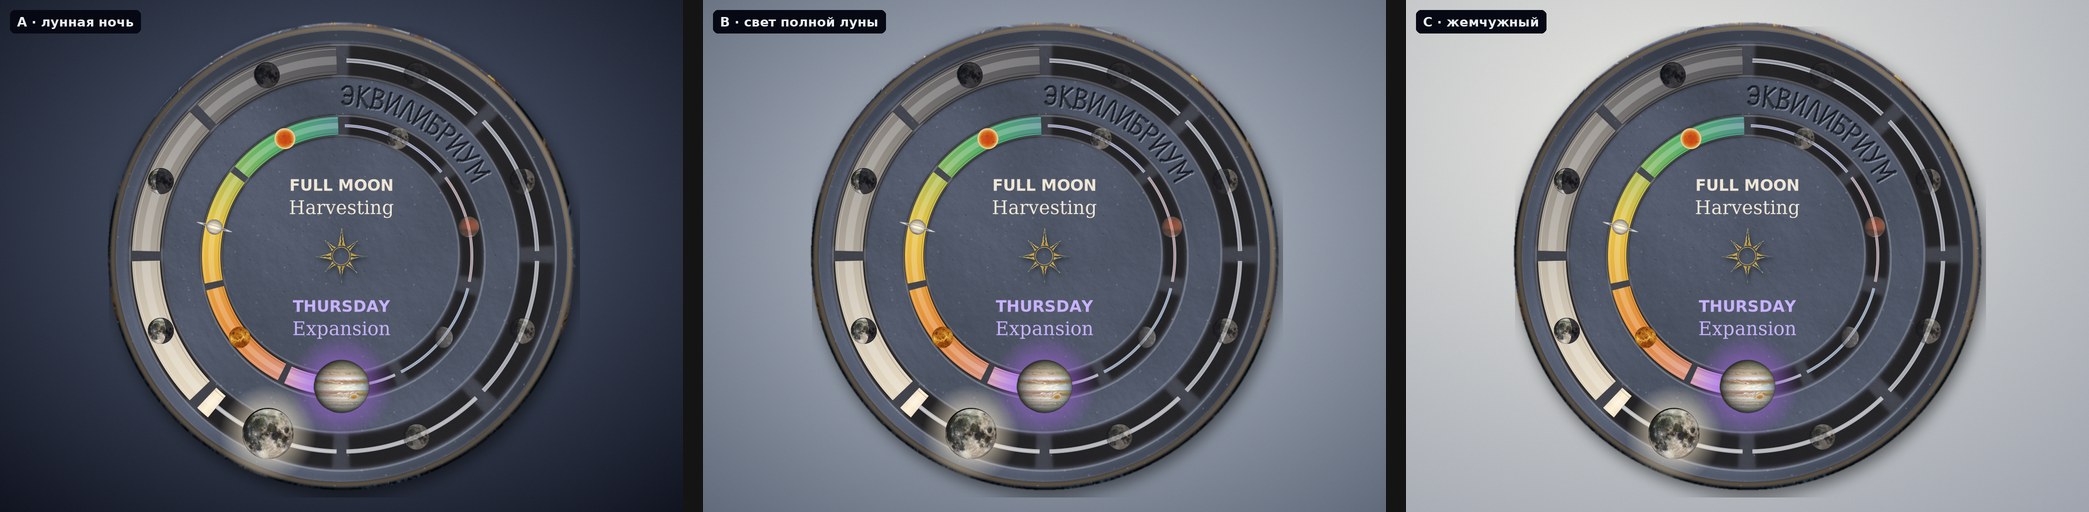 A · лунная ночь
ЭКВИЛИБРИУМ
FULL MOON
Harvesting
THURSDAY
Expansion
B · свет полной луны
ЭКВИЛИБРИУМ
FULL MOON
Harvesting
THURSDAY
Expansion
C · жемчужный
ЭКВИЛИБРИУМ
FULL MOON
Harvesting
THURSDAY
Expansion